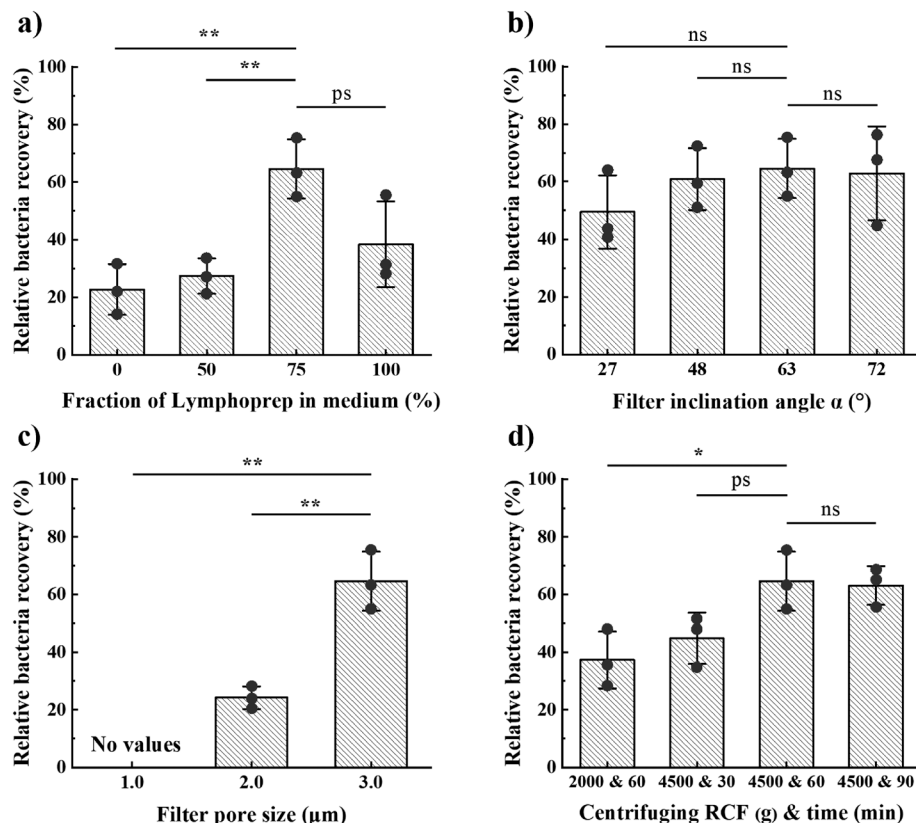 a)
**
**
ps
Relative bacteria recovery (%)
100
80
60
40
20
0
0 50 75 100
Fraction of Lymphoprep in medium (%)
b)
ns
ns
ns
Relative bacteria recovery (%)
100
80
60
40
20
0
27 48 63 72
Filter inclination angle α (°)
c)
**
**
Relative bacteria recovery (%)
100
80
60
40
20
0
No values
1.0 2.0 3.0
Filter pore size (µm)
d)
*
ps
ns
Relative bacteria recovery (%)
100
80
60
40
20
0
2000 & 60 4500 & 30 4500 & 60 4500 & 90
Centrifuging RCF (g) & time (min)